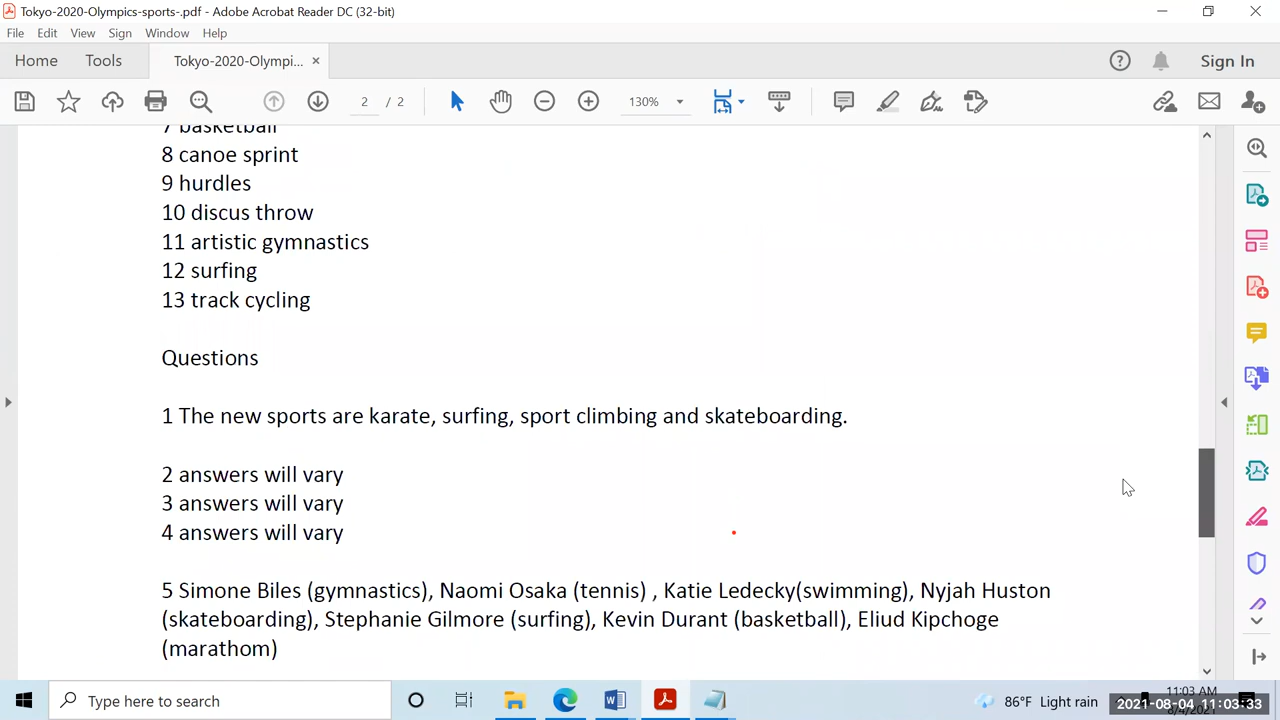 Tokyo-2020-Olympics-sports-.pdf - Adobe Acrobat Reader DC (32-bit)
File Edit View Sign Window Help
Home Tools Tokyo-2020-Olympi... × Sign In
2 / 2 130%
7 basketball
8 canoe sprint
9 hurdles
10 discus throw
11 artistic gymnastics
12 surfing
13 track cycling
Questions
1 The new sports are karate, surfing, sport climbing and skateboarding.
2 answers will vary
3 answers will vary
4 answers will vary
5 Simone Biles (gymnastics), Naomi Osaka (tennis) , Katie Ledecky(swimming), Nyjah Huston
(skateboarding), Stephanie Gilmore (surfing), Kevin Durant (basketball), Eliud Kipchoge
(marathom)
Type here to search
86°F Light rain
11:03 AM
2021-08-04 11:03:33